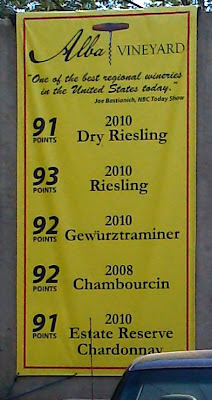 Alba VINEYARD
"One of the best regional wineries
in the United States today."
Joe Bastianich, NBC Today Show
91 POINTS 2010 Dry Riesling
93 POINTS 2010 Riesling
92 POINTS 2010 Gewürztraminer
92 POINTS 2008 Chambourcin
91 POINTS 2010 Estate Reserve Chardonnay